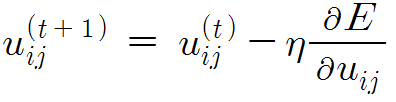 u_{ij}^{(t+1)} = u_{ij}^{(t)} − η ∂E/∂u_{ij}